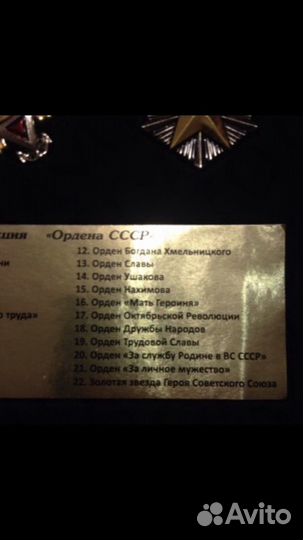 «Ордена СССР»
12. Орден Богдана Хмельницкого
13. Орден Славы
14. Орден Ушакова
15. Орден Нахимова
16. Орден «Мать Героиня»
17. Орден Октябрьской Революции
труда»
18. Орден Дружбы Народов
19. Орден Трудовой Славы
20. Орден «За службу Родине в ВС СССР»
21. Орден «За личное мужество»
22. Золотая звезда Героя Советского Союза
Avito